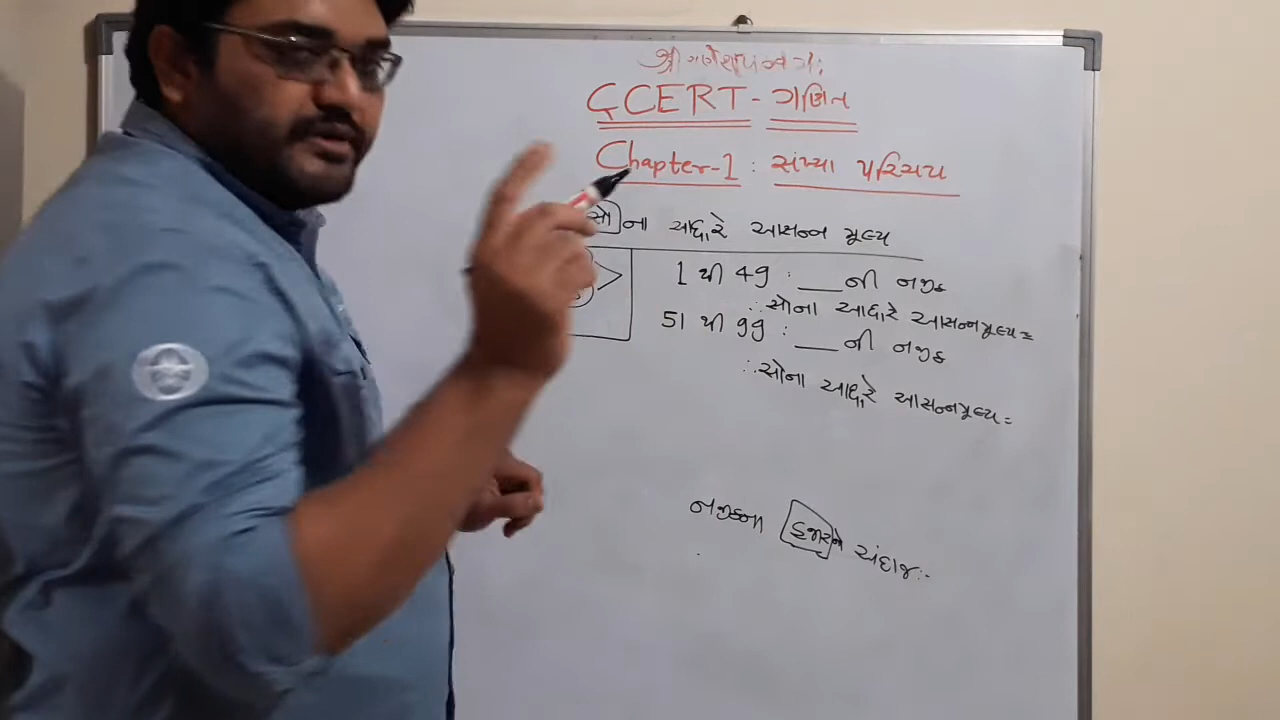 શ્રી ગણેશાય નમઃ
GCERT - ગણિત
Chapter-1 : સંખ્યા પરિચય
સો ના આધારે આસન્ન મૂલ્ય
1 થી 49 : ___ ની નજીક
∴ સોના આધારે આસન્નમૂલ્ય =
51 થી 99 : ___ ની નજીક
∴ સોના આધારે આસન્નમૂલ્ય =
નજીકના હજારને અંદાજ :-